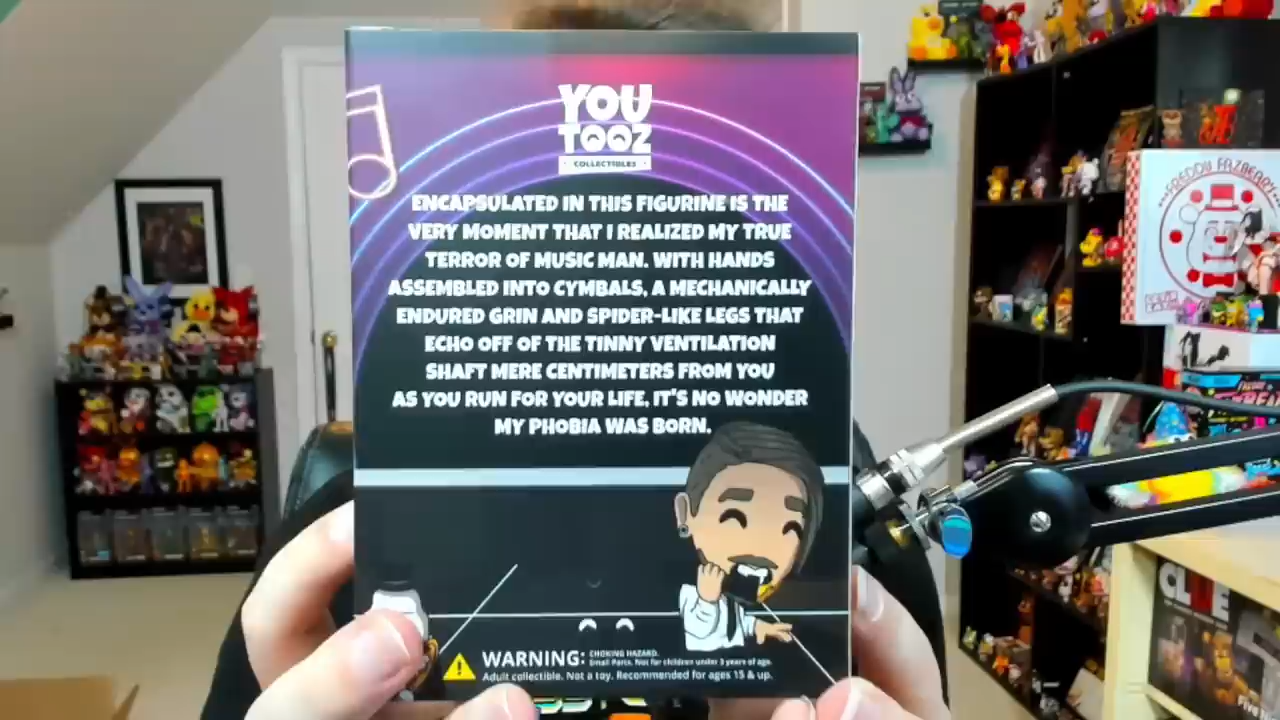 YOU
TOOZ
COLLECTIBLES
ENCAPSULATED IN THIS FIGURINE IS THE
VERY MOMENT THAT I REALIZED MY TRUE
TERROR OF MUSIC MAN. WITH HANDS
ASSEMBLED INTO CYMBALS, A MECHANICALLY
ENDURED GRIN AND SPIDER-LIKE LEGS THAT
ECHO OFF OF THE TINNY VENTILATION
SHAFT MERE CENTIMETERS FROM YOU
AS YOU RUN FOR YOUR LIFE, IT'S NO WONDER
MY PHOBIA WAS BORN.
WARNING: CHOKING HAZARD.
Small Parts. Not for children under 3 years of age.
Adult collectible. Not a toy. Recommended for ages 15 & up.
FREDDY FAZBEAR'S
CLUE
FIVE